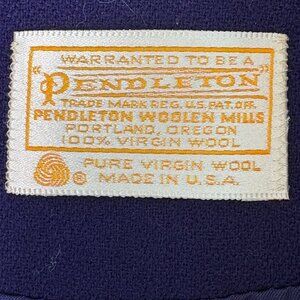 WARRANTED TO BE A
"PENDLETON"
TRADE MARK REG. U.S. PAT. OFF.
PENDLETON WOOLEN MILLS
PORTLAND, OREGON
100% VIRGIN WOOL
PURE VIRGIN WOOL
® MADE IN U.S.A.